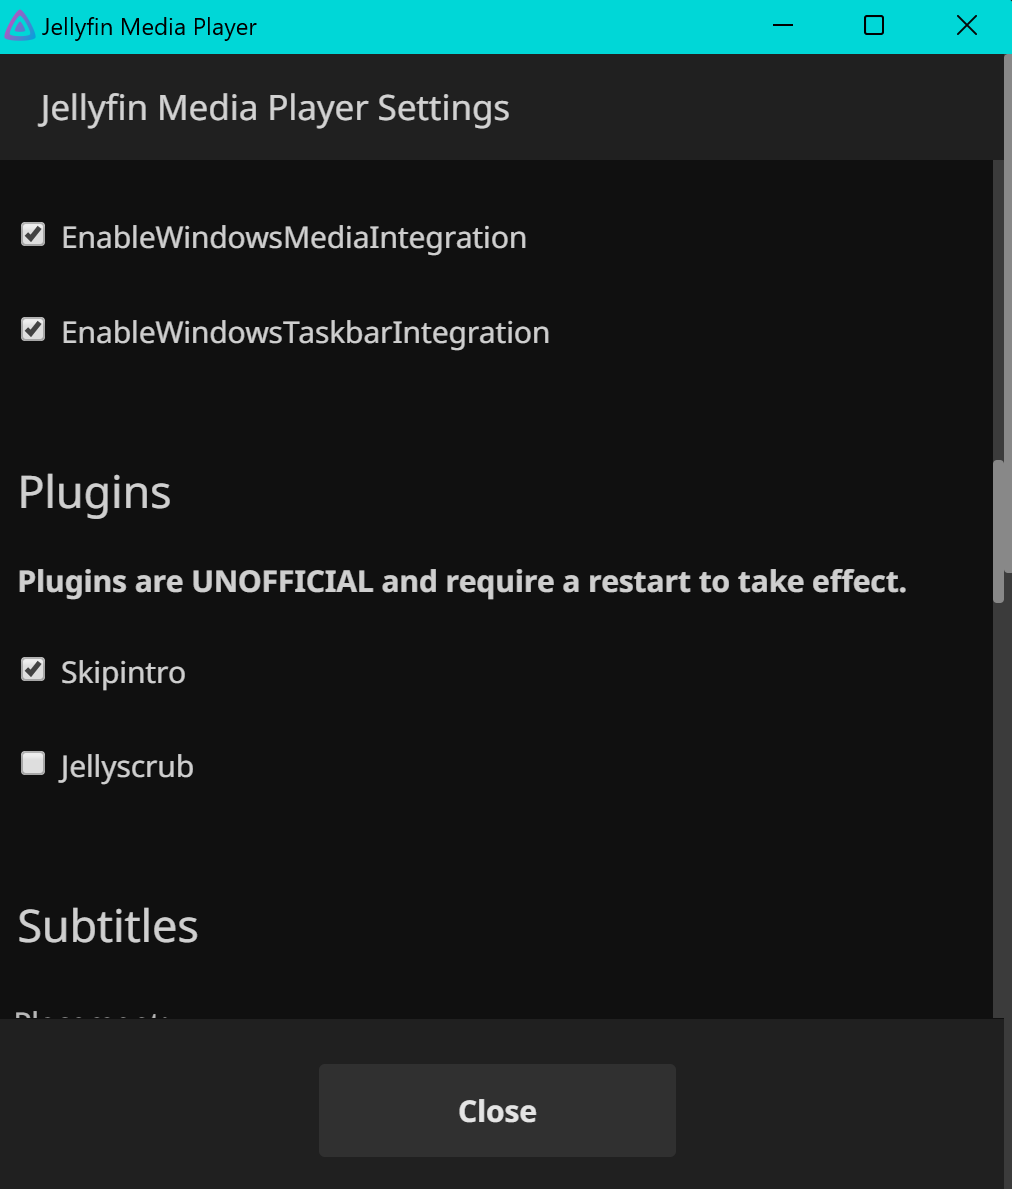 Jellyfin Media Player
Jellyfin Media Player Settings
EnableWindowsMediaIntegration
EnableWindowsTaskbarIntegration
Plugins
Plugins are UNOFFICIAL and require a restart to take effect.
Skipintro
Jellyscrub
Subtitles
Close